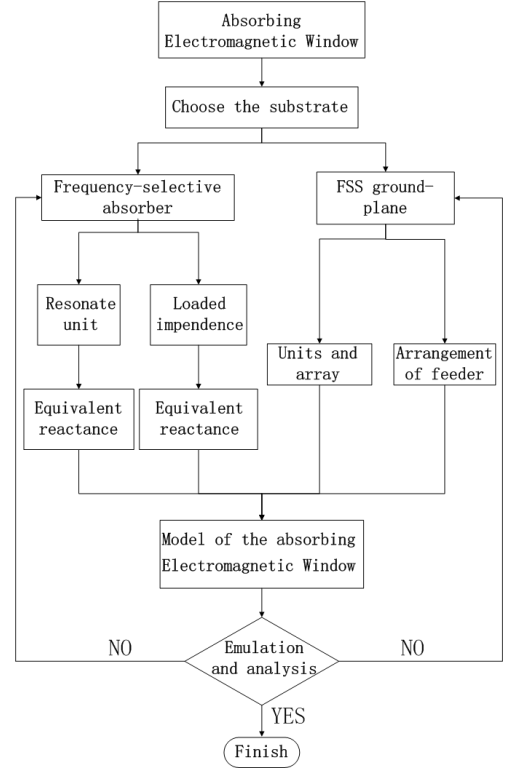 Absorbing
Electromagnetic Window
Choose the substrate
Frequency-selective
absorber
FSS ground-
plane
Resonate
unit
Loaded
impendence
Units and
array
Arrangement
of feeder
Equivalent
reactance
Equivalent
reactance
Model of the absorbing
Electromagnetic Window
Emulation
and analysis
NO
NO
YES
Finish